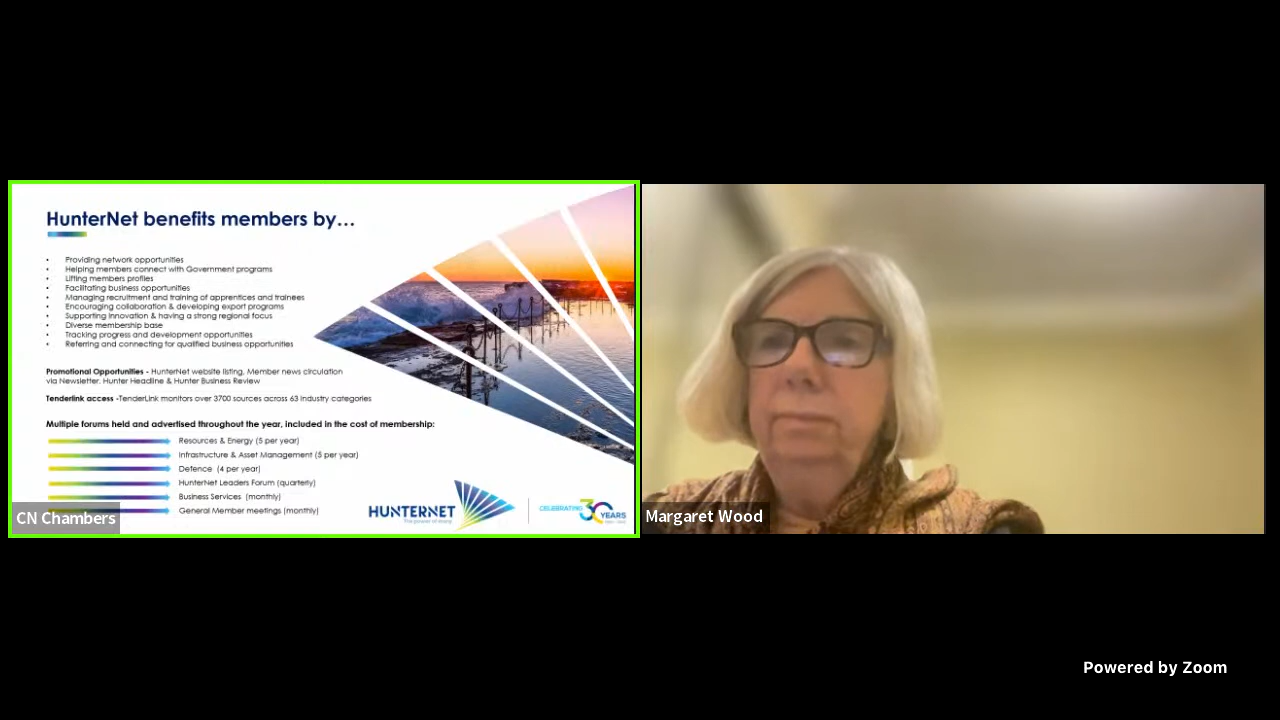 HunterNet benefits members by...
• Providing network opportunities
• Helping members connect with Government programs
• Lifting members profiles
• Facilitating business opportunities
• Managing recruitment and training of apprentices and trainees
• Encouraging collaboration & developing export programs
• Supporting innovation & having a strong regional focus
• Diverse membership base
• Tracking progress and development opportunities
• Referring and connecting for qualified business opportunities
Promotional Opportunities - HunterNet website listing, Member news circulation
via Newsletter, Hunter Headline & Hunter Business Review
Tenderlink access -TenderLink monitors over 3700 sources across 63 industry categories
Multiple forums held and advertised throughout the year, included in the cost of membership:
Resources & Energy (5 per year)
Infrastructure & Asset Management (5 per year)
Defence (4 per year)
HunterNet Leaders Forum (quarterly)
Business Services (monthly)
General Member meetings (monthly)
HUNTERNET
The power of many
CELEBRATING 30 YEARS
CN Chambers
Margaret Wood
Powered by Zoom